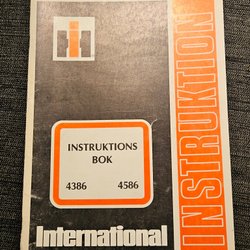 INSTRUKTIONS
BOK
4386 4586
International
INSTRUKTION